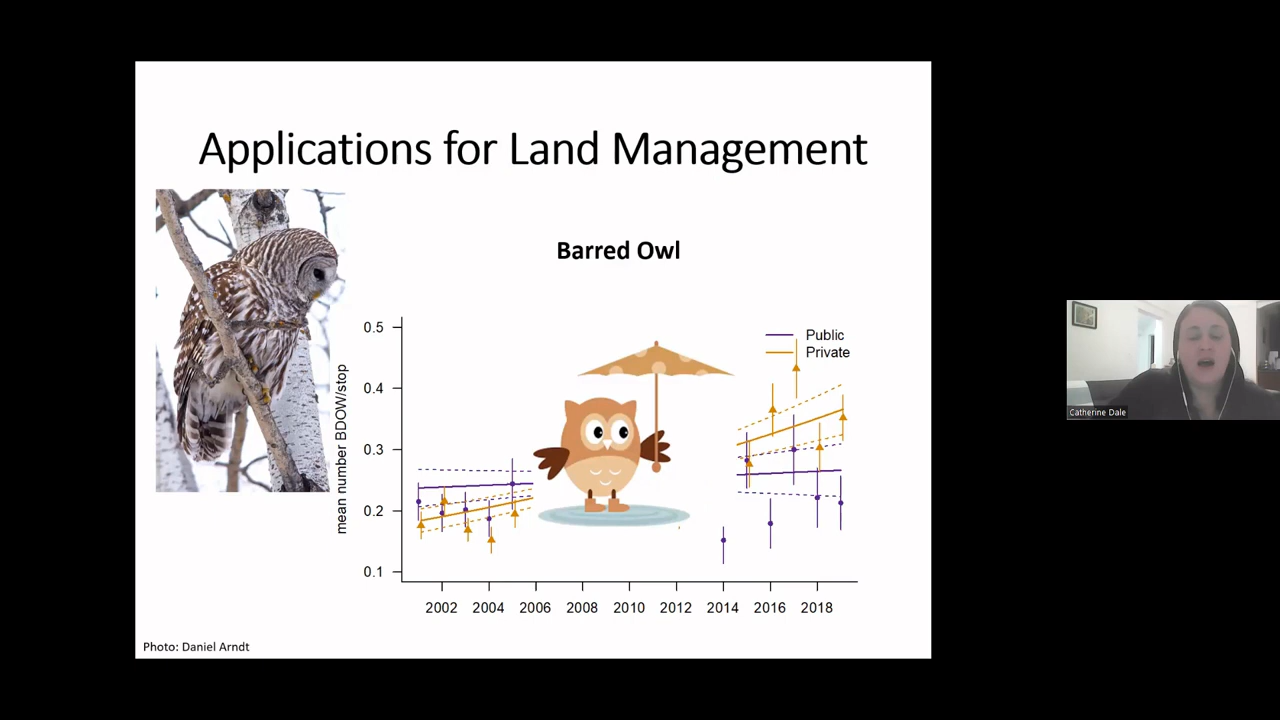 Applications for Land Management
Barred Owl
0.5
0.4
0.3
0.2
0.1
mean number BDOW/stop
Public
Private
2002 2004 2006 2008 2010 2012 2014 2016 2018
Photo: Daniel Arndt
Catherine Dale